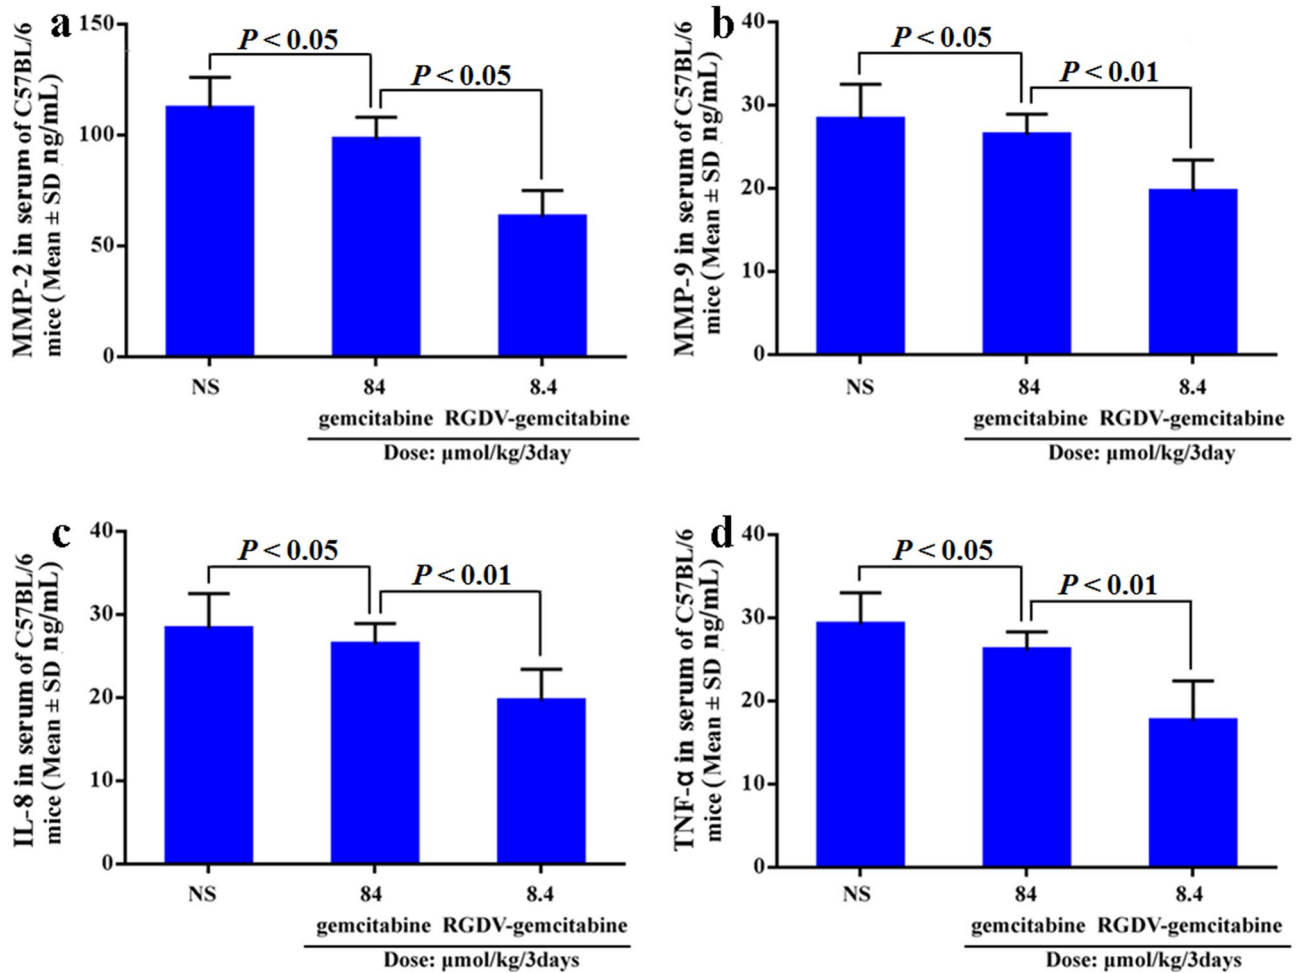 a
MMP-2 in serum of C57BL/6
mice (Mean ± SD ng/mL)
150
100
50
0
P < 0.05
P < 0.05
NS
84
8.4
gemcitabine RGDV-gemcitabine
Dose: μmol/kg/3day
b
MMP-9 in serum of C57BL/6
mice (Mean ± SD ng/mL)
40
30
20
10
0
P < 0.05
P < 0.01
NS
84
8.4
gemcitabine RGDV-gemcitabine
Dose: μmol/kg/3day
c
IL-8 in serum of C57BL/6
mice (Mean ± SD ng/mL)
40
30
20
10
0
P < 0.05
P < 0.01
NS
84
8.4
gemcitabine RGDV-gemcitabine
Dose: μmol/kg/3days
d
TNF-α in serum of C57BL/6
mice (Mean ± SD ng/mL)
40
30
20
10
0
P < 0.05
P < 0.01
NS
84
8.4
gemcitabine RGDV-gemcitabine
Dose: μmol/kg/3days